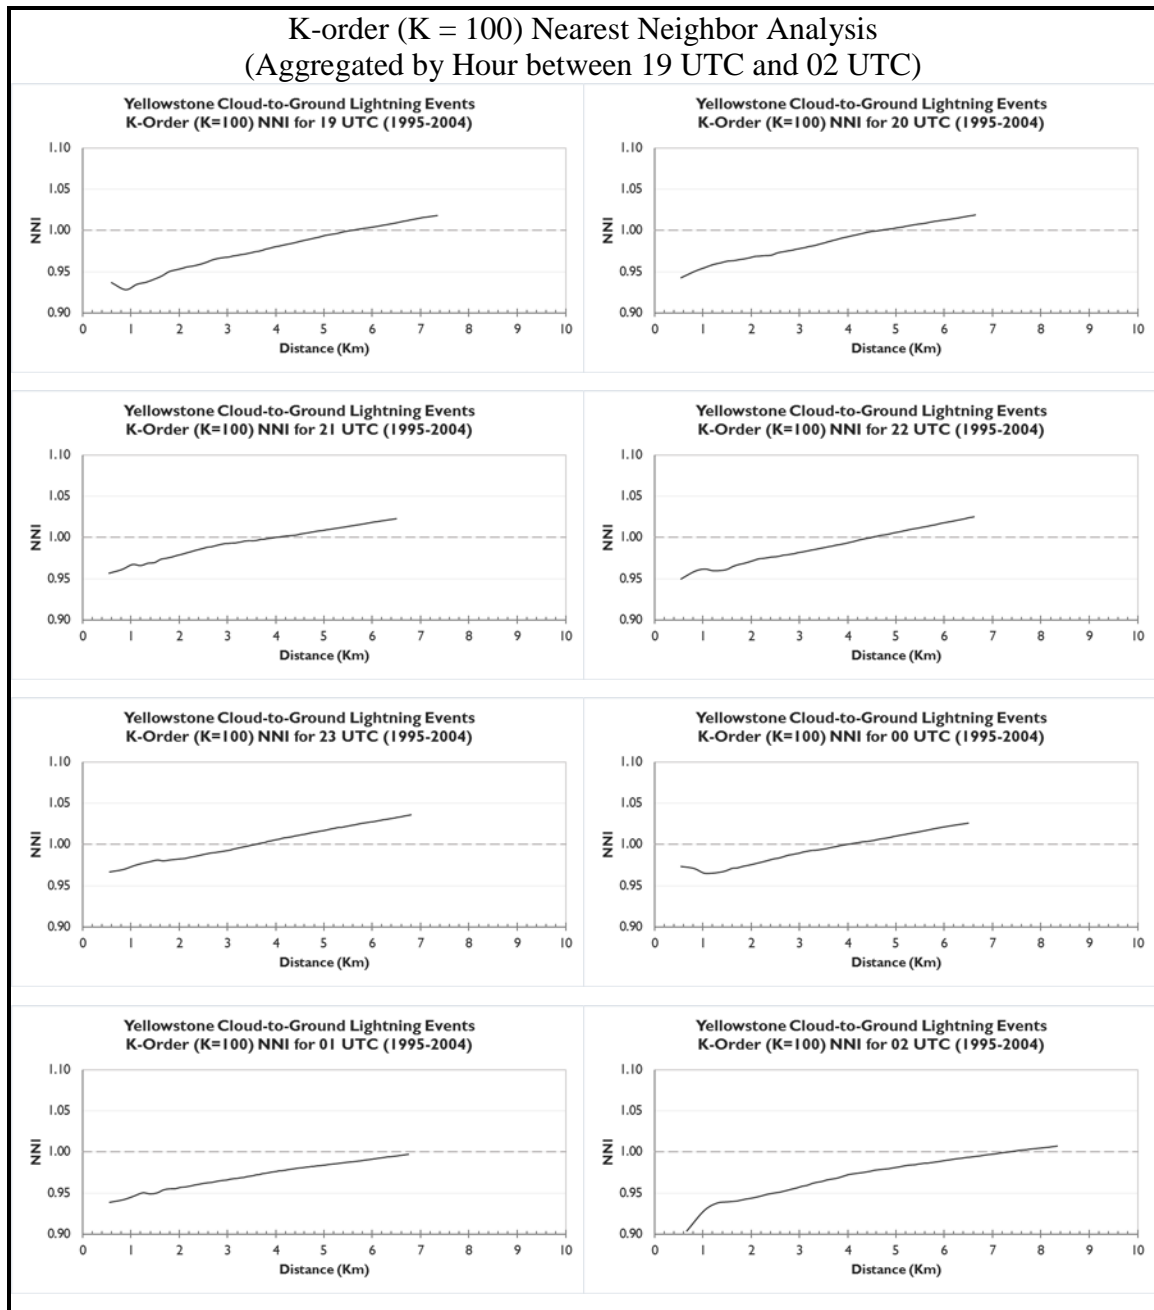 K-order (K = 100) Nearest Neighbor Analysis
(Aggregated by Hour between 19 UTC and 02 UTC)
Yellowstone Cloud-to-Ground Lightning Events
K-Order (K=100) NNI for 19 UTC (1995-2004)
1.10
1.05
1.00
0.95
0.90
NNI
0 1 2 3 4 5 6 7 8 9 10
Distance (Km)
Yellowstone Cloud-to-Ground Lightning Events
K-Order (K=100) NNI for 20 UTC (1995-2004)
1.10
1.05
1.00
0.95
0.90
NNI
0 1 2 3 4 5 6 7 8 9 10
Distance (Km)
Yellowstone Cloud-to-Ground Lightning Events
K-Order (K=100) NNI for 21 UTC (1995-2004)
1.10
1.05
1.00
0.95
0.90
NNI
0 1 2 3 4 5 6 7 8 9 10
Distance (Km)
Yellowstone Cloud-to-Ground Lightning Events
K-Order (K=100) NNI for 22 UTC (1995-2004)
1.10
1.05
1.00
0.95
0.90
NNI
0 1 2 3 4 5 6 7 8 9 10
Distance (Km)
Yellowstone Cloud-to-Ground Lightning Events
K-Order (K=100) NNI for 23 UTC (1995-2004)
1.10
1.05
1.00
0.95
0.90
NNI
0 1 2 3 4 5 6 7 8 9 10
Distance (Km)
Yellowstone Cloud-to-Ground Lightning Events
K-Order (K=100) NNI for 00 UTC (1995-2004)
1.10
1.05
1.00
0.95
0.90
NNI
0 1 2 3 4 5 6 7 8 9 10
Distance (Km)
Yellowstone Cloud-to-Ground Lightning Events
K-Order (K=100) NNI for 01 UTC (1995-2004)
1.10
1.05
1.00
0.95
0.90
NNI
0 1 2 3 4 5 6 7 8 9 10
Distance (Km)
Yellowstone Cloud-to-Ground Lightning Events
K-Order (K=100) NNI for 02 UTC (1995-2004)
1.10
1.05
1.00
0.95
0.90
NNI
0 1 2 3 4 5 6 7 8 9 10
Distance (Km)